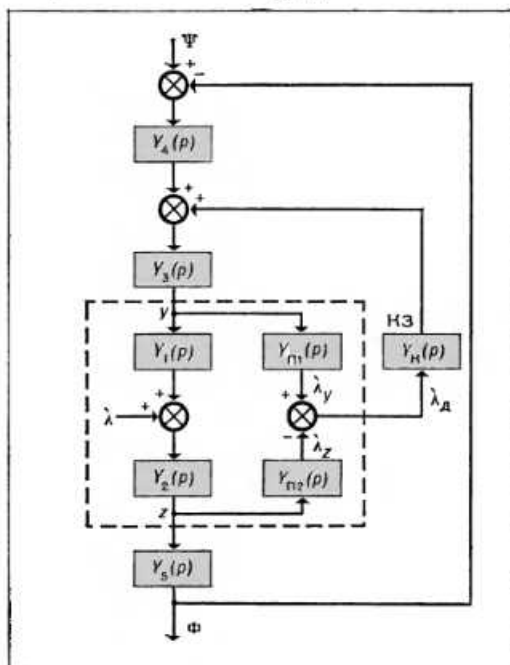 Ψ
+
−
Y₄(p)
+
+
Y₃(p)
y
КЗ
Y₁(p)
Yп₁(p)
Yк(p)
λy
+
+
+
λ
λд
−
λz
Y₂(p)
Yп₂(p)
z
Y₅(p)
Φ